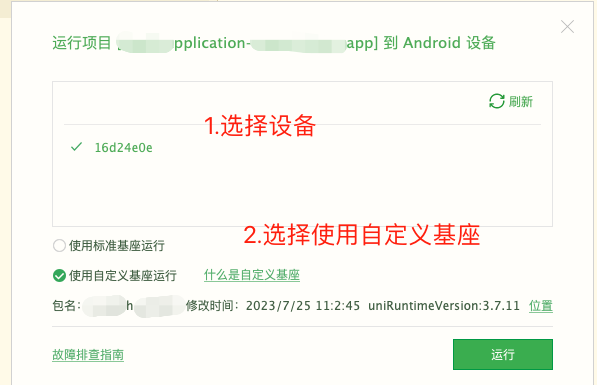 运行项目 [pplication-app] 到 Android 设备
刷新
1.选择设备
16d24e0e
2.选择使用自定义基座
使用标准基座运行
使用自定义基座运行 什么是自定义基座
包名: h 修改时间: 2023/7/25 11:2:45 uniRuntimeVersion:3.7.11 位置
故障排查指南 运行